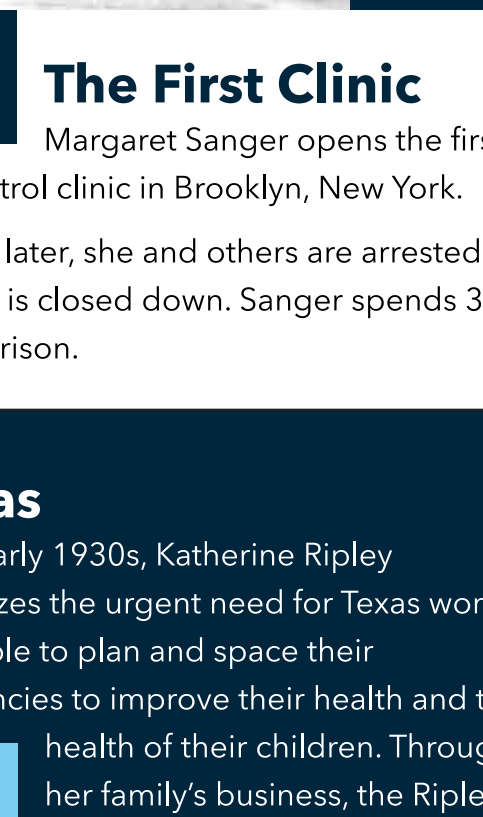 The First Clinic
Margaret Sanger opens the firs
trol clinic in Brooklyn, New York.
later, she and others are arrested
is closed down. Sanger spends 3
rison.
as
arly 1930s, Katherine Ripley
zes the urgent need for Texas wor
ple to plan and space their
ncies to improve their health and t
health of their children. Throug
her family’s business, the Riple